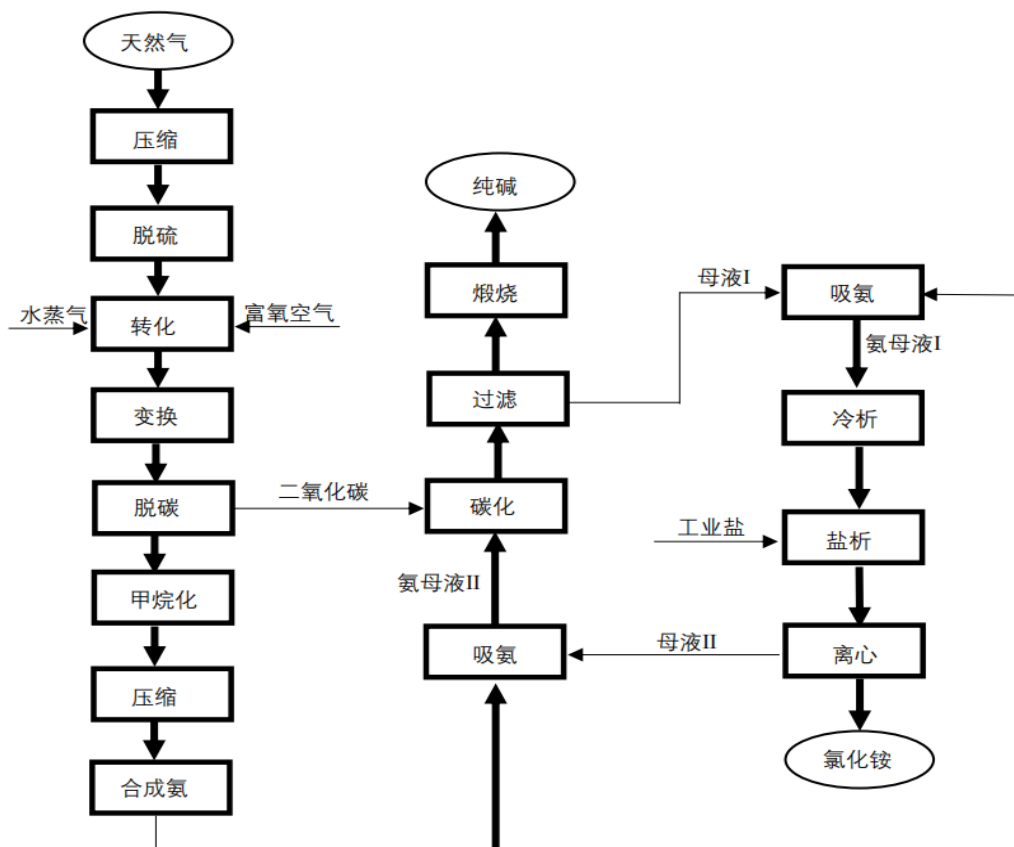 天然气
压缩
脱硫
水蒸气
转化
富氧空气
变换
脱碳
二氧化碳
甲烷化
压缩
合成氨
纯碱
煅烧
过滤
碳化
氨母液II
吸氨
母液I
吸氨
氨母液I
冷析
工业盐
盐析
母液II
离心
氯化铵